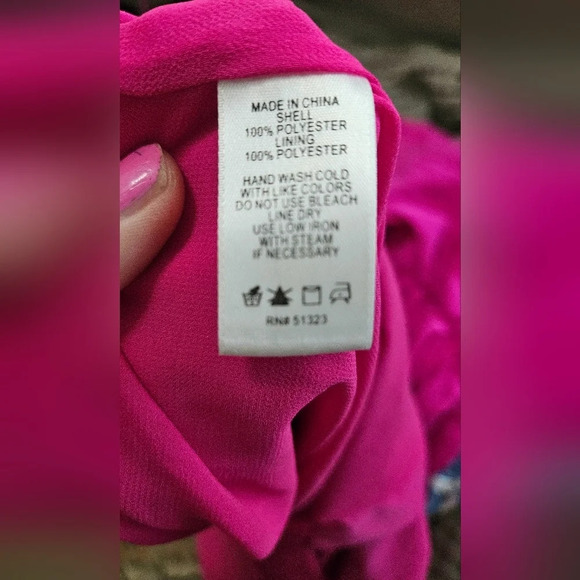 MADE IN CHINA
SHELL
100% POLYESTER
LINING
100% POLYESTER
HAND WASH COLD
WITH LIKE COLORS
DO NOT USE BLEACH
LINE DRY
USE LOW IRON
WITH STEAM
IF NECESSARY
RN# 51323